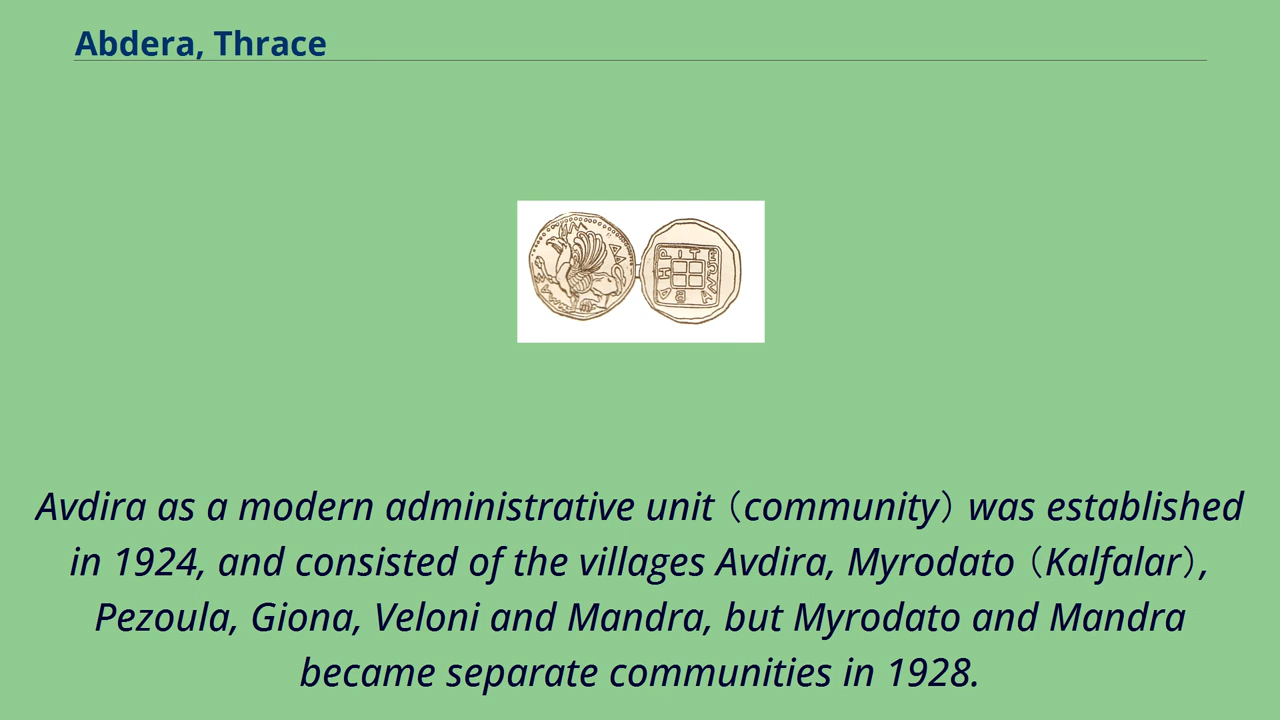 Abdera, Thrace
Avdira as a modern administrative unit (community) was established
in 1924, and consisted of the villages Avdira, Myrodato (Kalfalar),
Pezoula, Giona, Veloni and Mandra, but Myrodato and Mandra
became separate communities in 1928.